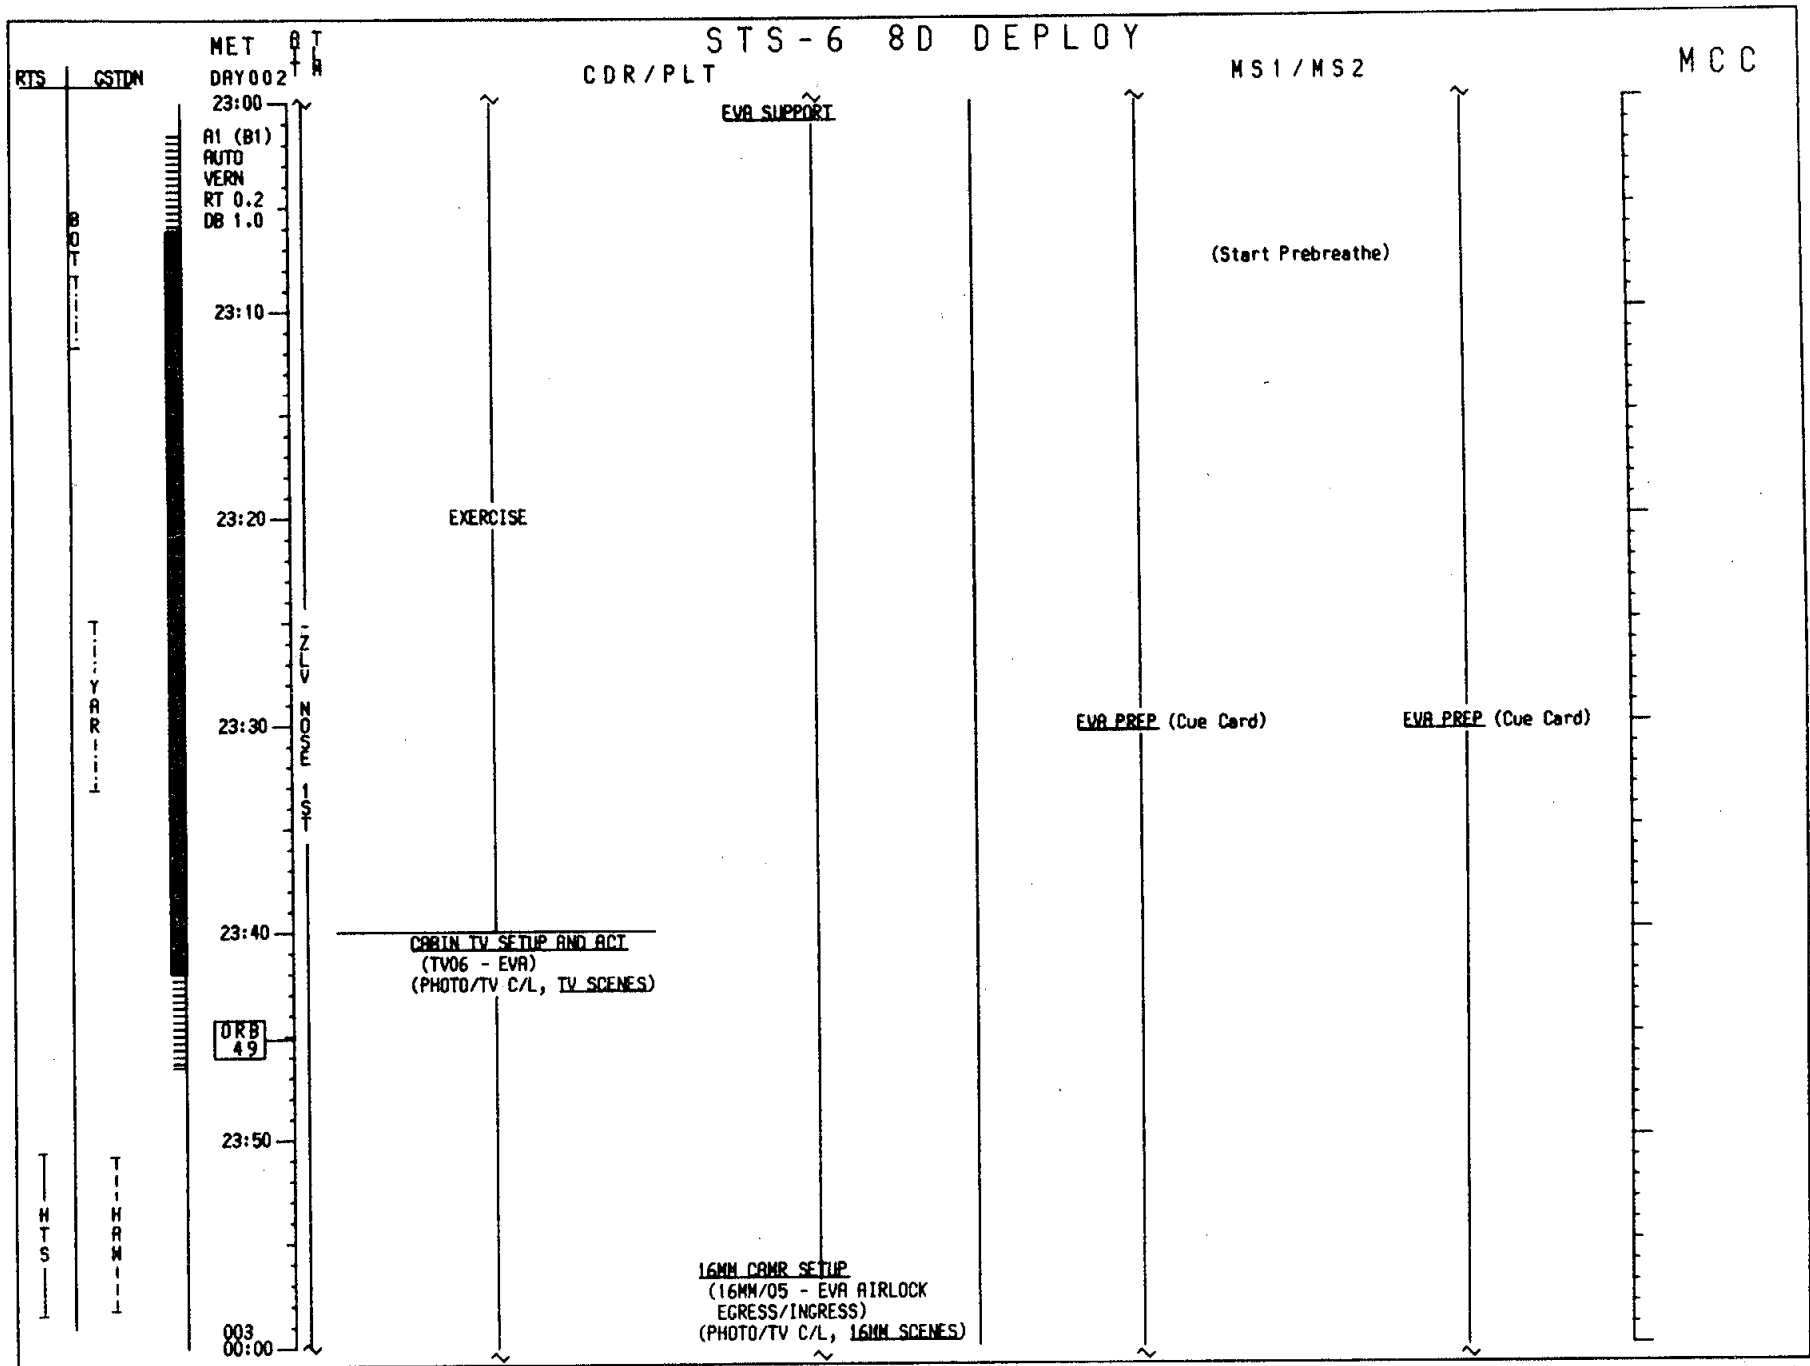 STS-6 8D DEPLOY
MET
ATT
TLM
RTS
GSTDN
DAY002
CDR/PLT
MS1/MS2
MCC
23:00
EVA SUPPORT
A1 (B1)
AUTO
VERN
RT 0.2
DB 1.0
BOT
(Start Prebreathe)
23:10
23:20
EXERCISE
-ZLV NOSE 1ST
YAR
23:30
EVA PREP (Cue Card)
EVA PREP (Cue Card)
23:40
CABIN TV SETUP AND ACT
(TV06 - EVA)
(PHOTO/TV C/L, TV SCENES)
ORB
49
23:50
HTS
HAW
16MM CAMR SETUP
(16MM/05 - EVA AIRLOCK
EGRESS/INGRESS)
(PHOTO/TV C/L, 16MM SCENES)
003
00:00